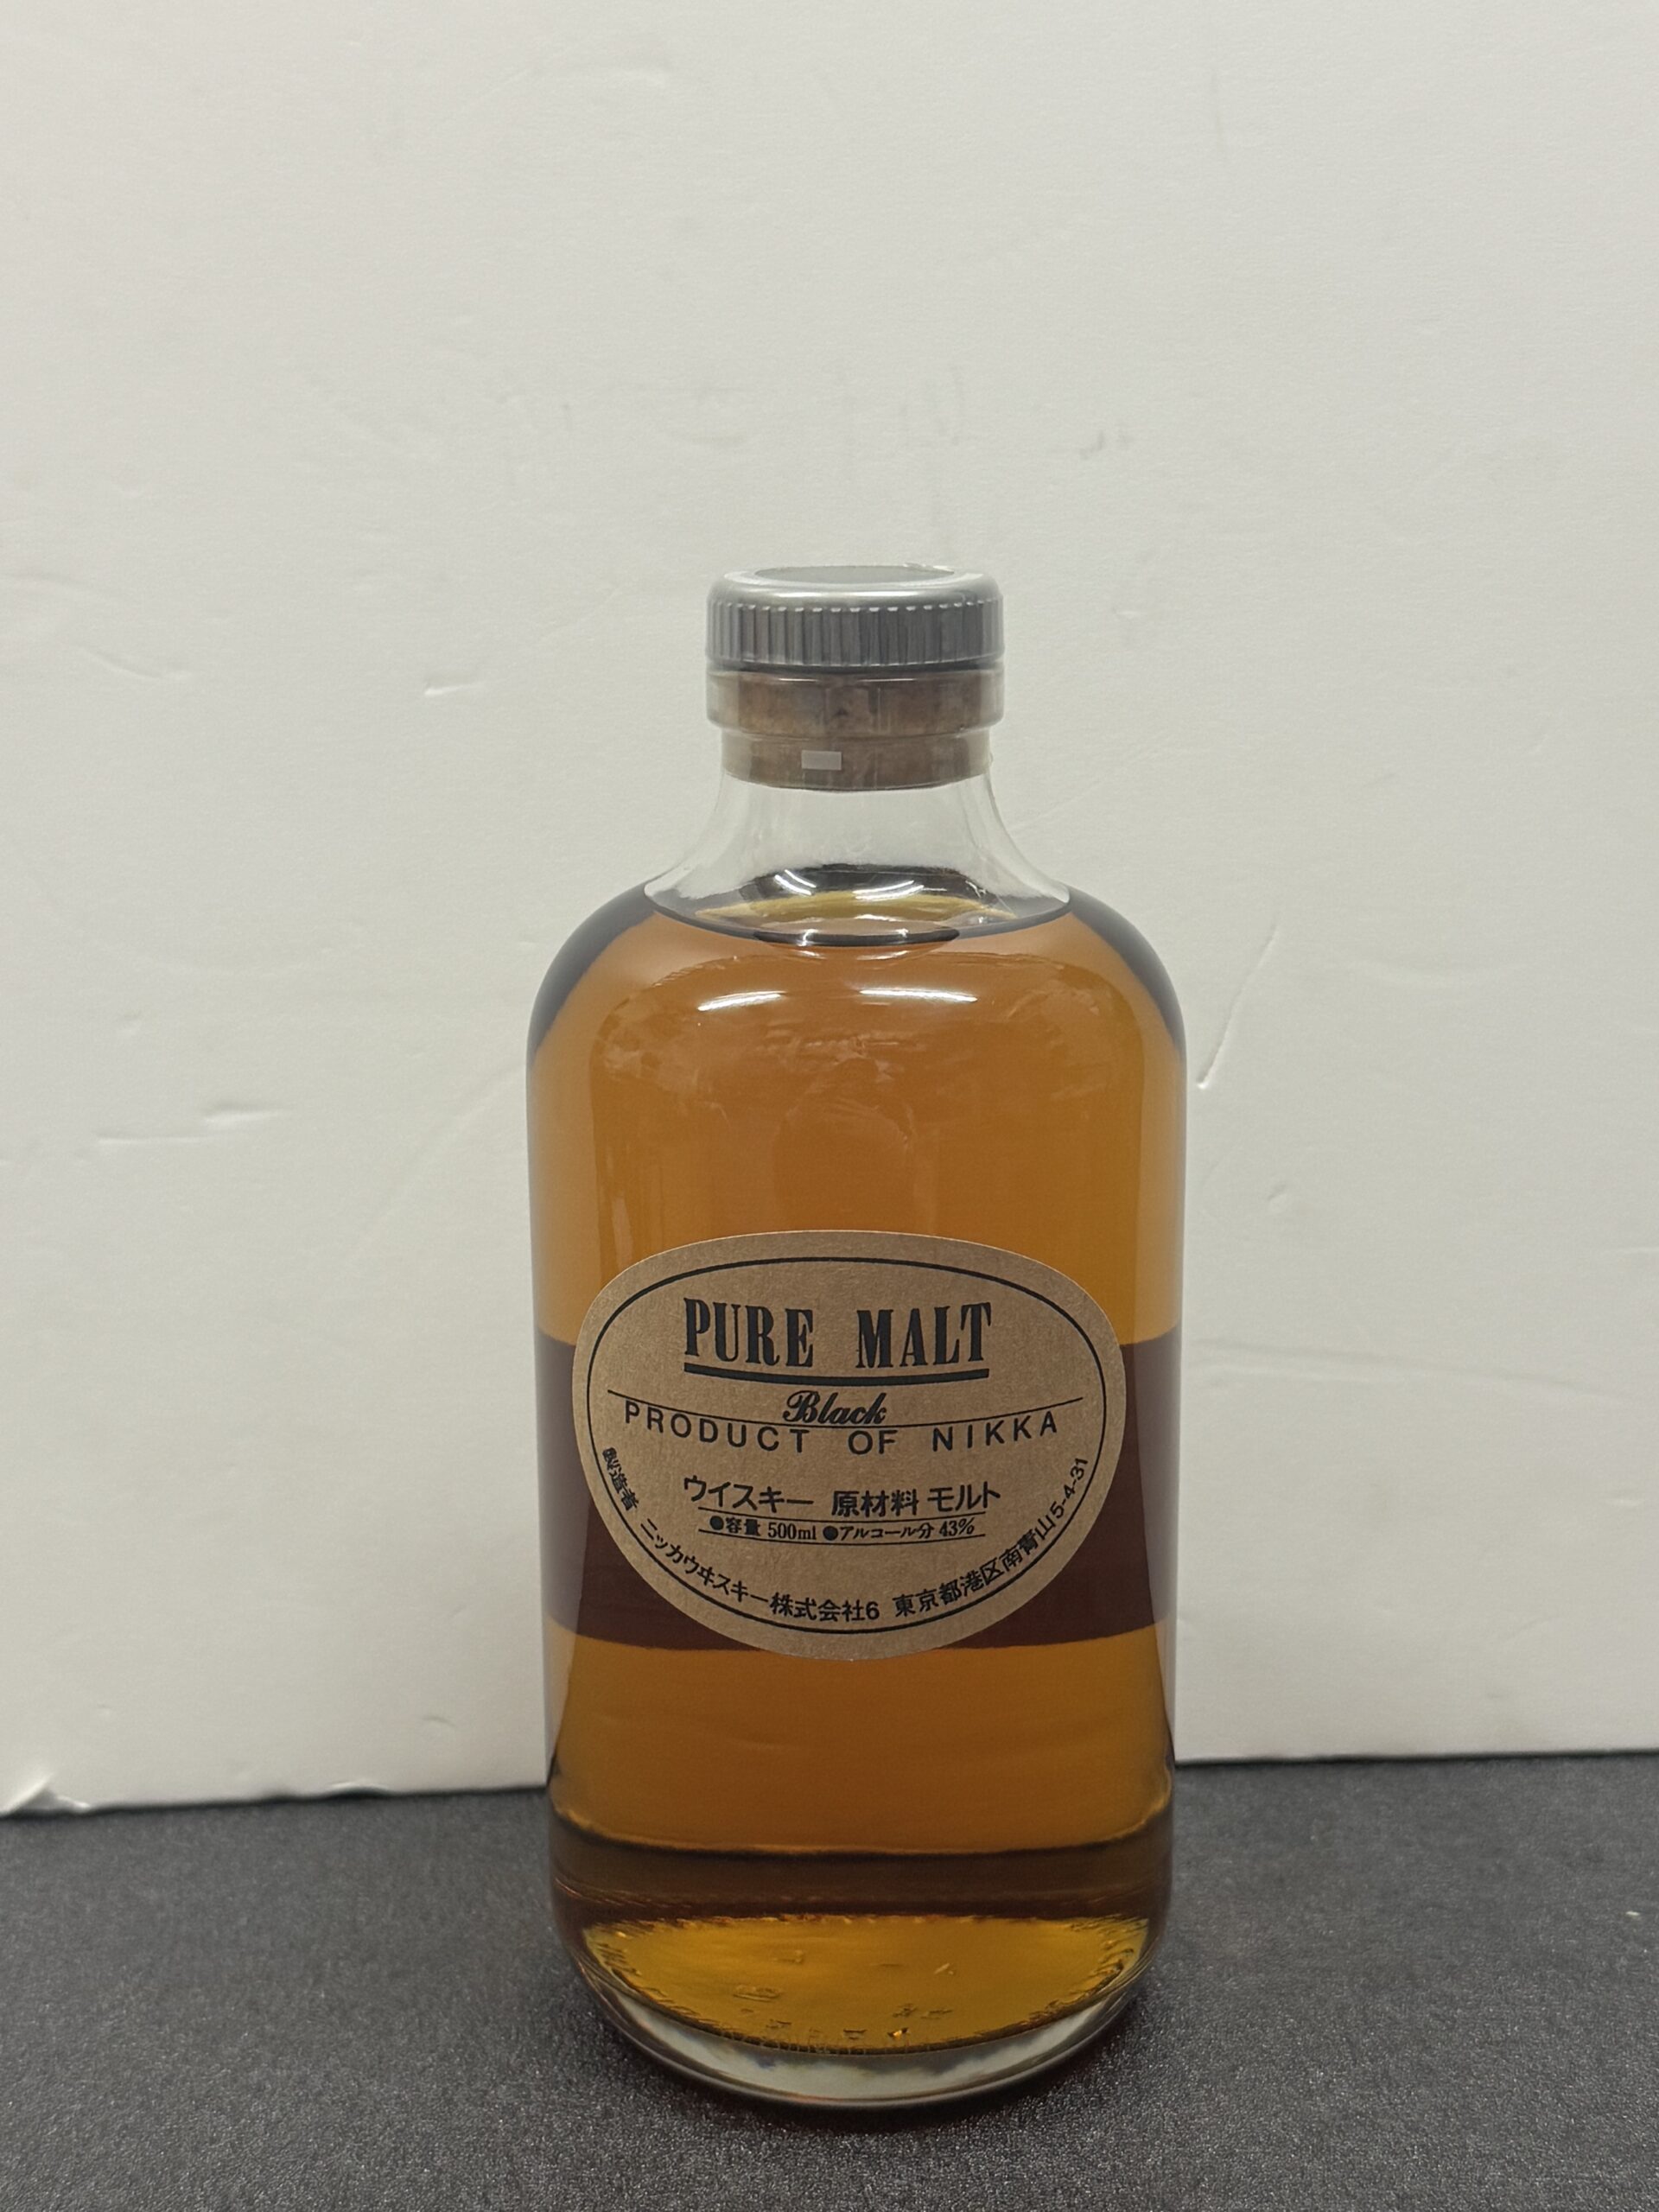 PURE MALT
Black
PRODUCT OF NIKKA
ウイスキー 原材料 モルト
●容量 500ml ●アルコール分 43%
製造者 ニッカウヰスキー株式会社6 東京都港区南青山5-4-31